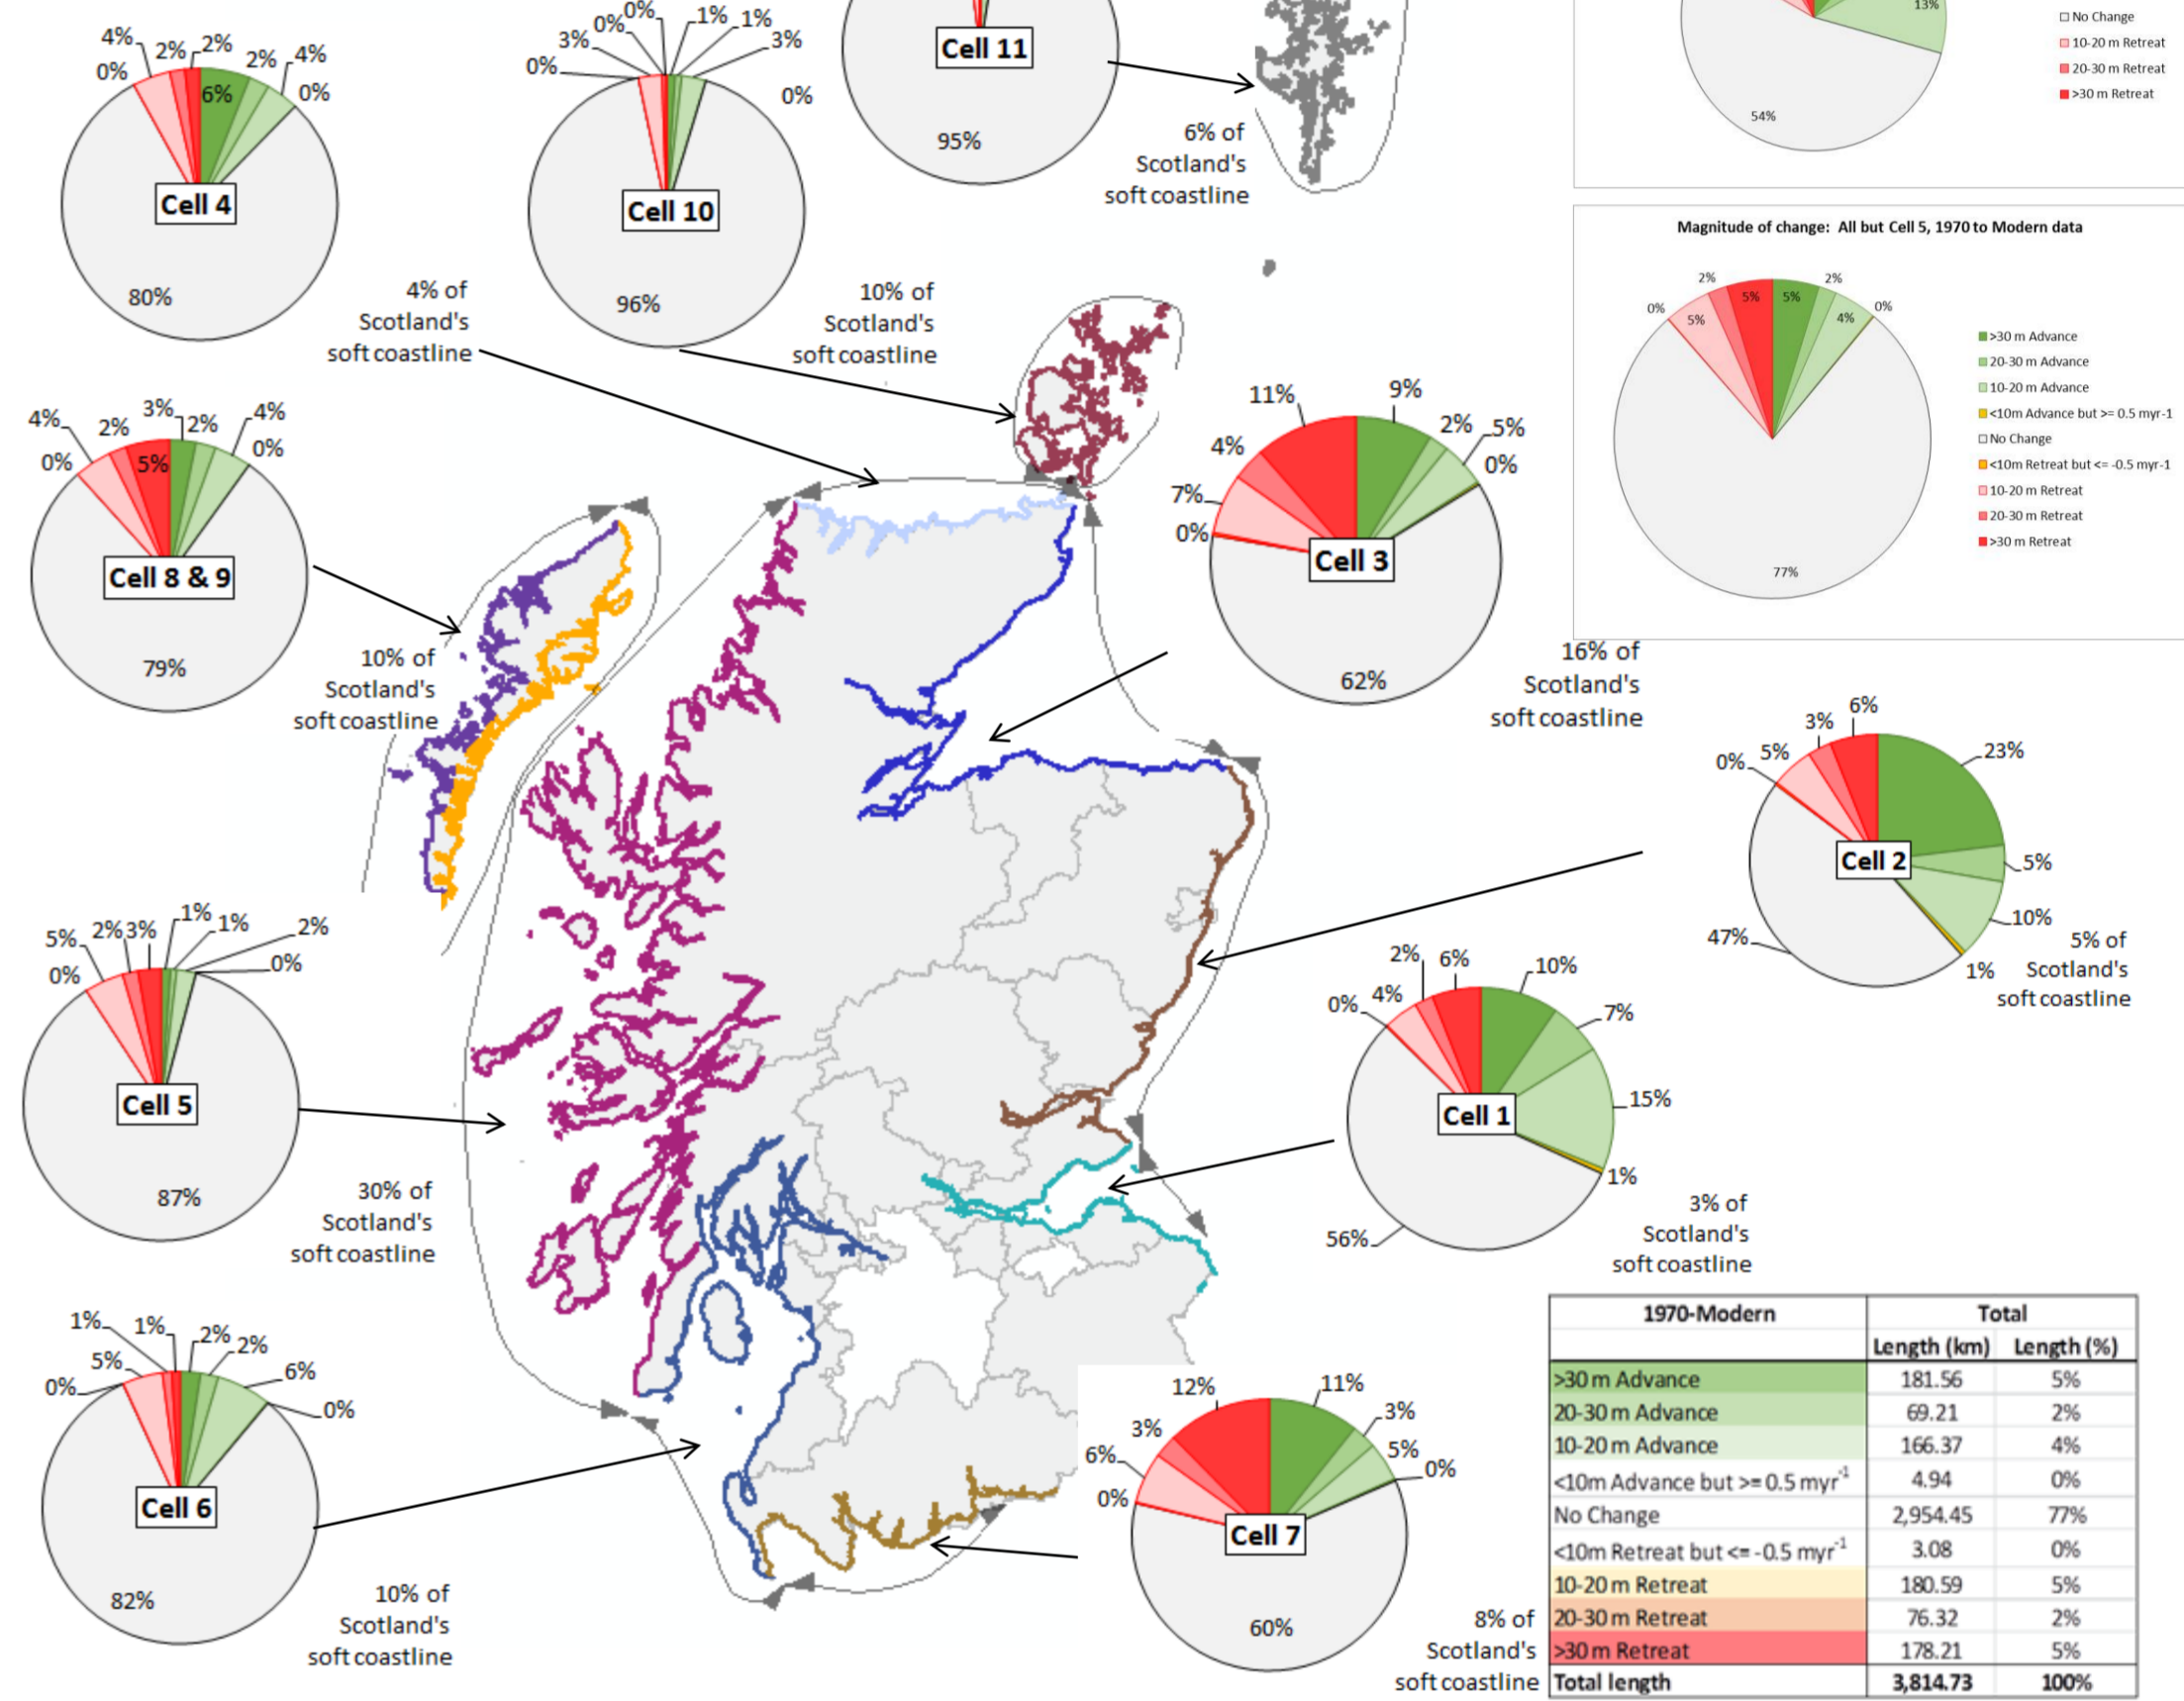 4%
2%
2%
2%
4%
0%
0%
6%
Cell 4
80%
0%
0%
1%
1%
3%
3%
0%
0%
Cell 10
96%
Cell 11
95%
6% of
Scotland's
soft coastline
13%
54%
No Change
10-20 m Retreat
20-30 m Retreat
>30 m Retreat
4% of
Scotland's
soft coastline
10% of
Scotland's
soft coastline
Magnitude of change: All but Cell 5, 1970 to Modern data
2%
2%
0%
5%
5%
5%
4%
0%
77%
>30 m Advance
20-30 m Advance
10-20 m Advance
<10m Advance but >= 0.5 myr-1
No Change
<10m Retreat but <= -0.5 myr-1
10-20 m Retreat
20-30 m Retreat
>30 m Retreat
4%
2%
3%
2%
4%
0%
0%
5%
Cell 8 & 9
79%
10% of
Scotland's
soft coastline
11%
9%
4%
2%
5%
7%
0%
0%
Cell 3
62%
16% of
Scotland's
soft coastline
6%
3%
5%
0%
23%
Cell 2
5%
10%
47%
1%
5% of
Scotland's
soft coastline
5%
2%
3%
1%
1%
2%
0%
0%
Cell 5
87%
30% of
Scotland's
soft coastline
2%
6%
10%
0%
4%
7%
Cell 1
15%
1%
56%
3% of
Scotland's
soft coastline
1%
1%
2%
2%
5%
6%
0%
0%
Cell 6
82%
10% of
Scotland's
soft coastline
12%
11%
3%
3%
6%
5%
0%
0%
Cell 7
60%
8% of
Scotland's
soft coastline
1970-Modern Total
Length (km) Length (%)
>30 m Advance 181.56 5%
20-30 m Advance 69.21 2%
10-20 m Advance 166.37 4%
<10m Advance but >= 0.5 myr-1 4.94 0%
No Change 2,954.45 77%
<10m Retreat but <= -0.5 myr-1 3.08 0%
10-20 m Retreat 180.59 5%
20-30 m Retreat 76.32 2%
>30 m Retreat 178.21 5%
Total length 3,814.73 100%